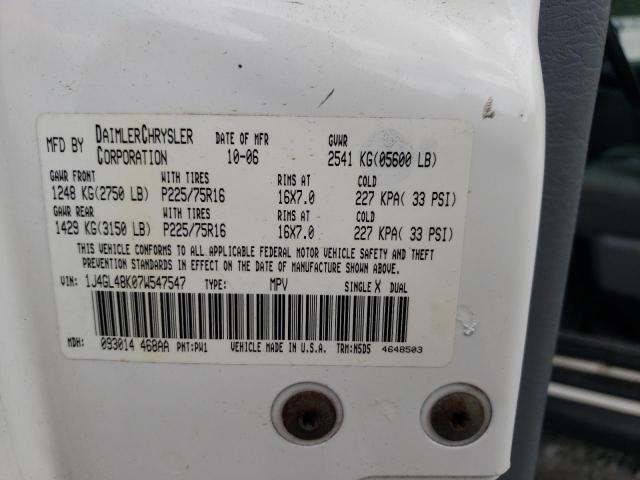 MFD BY DAIMLERCHRYSLER CORPORATION DATE OF MFR 10-06 GVWR 2541 KG(05600 LB)
GAWR FRONT WITH TIRES RIMS AT COLD
1248 KG(2750 LB) P225/75R16 16X7.0 227 KPA( 33 PSI)
GAWR REAR WITH TIRES RIMS AT COLD
1429 KG(3150 LB) P225/75R16 16X7.0 227 KPA( 33 PSI)
THIS VEHICLE CONFORMS TO ALL APPLICABLE FEDERAL MOTOR VEHICLE SAFETY AND THEFT
PREVENTION STANDARDS IN EFFECT ON THE DATE OF MANUFACTURE SHOWN ABOVE.
VIN: 1J4GL48K07W547547 TYPE: MPV SINGLE X DUAL
MDH: 093014 468AA PNT:PW1 VEHICLE MADE IN U.S.A. TRM:N5D5 4648503